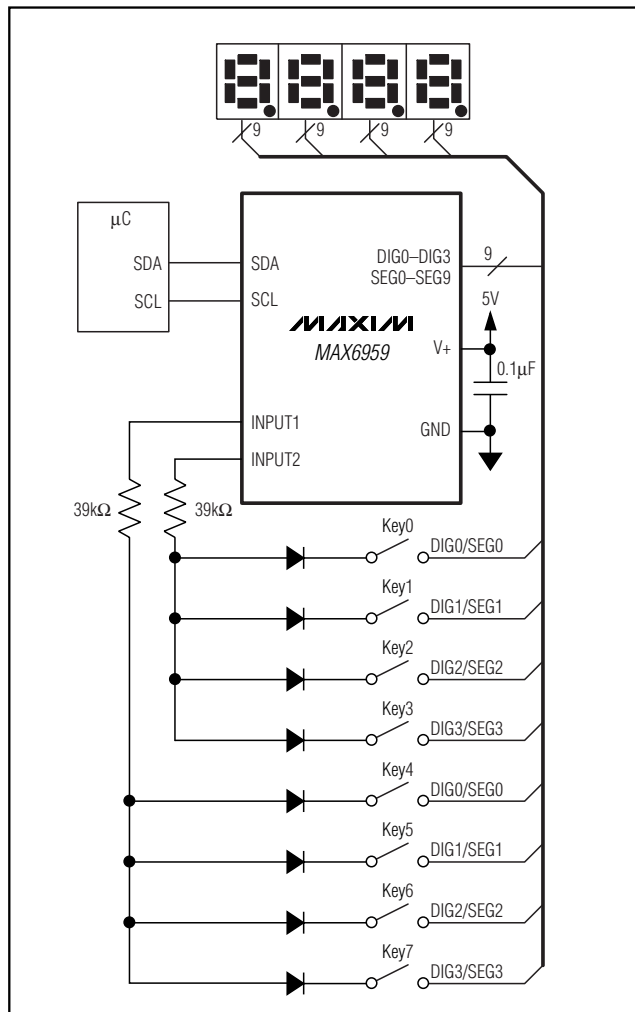 9 9 9 9
µC
SDA
SCL
SDA
SCL
DIG0–DIG3
SEG0–SEG9
9
5V
MAXIM
MAX6959
V+
0.1µF
INPUT1
INPUT2
GND
39kΩ 39kΩ
Key0
DIG0/SEG0
Key1
DIG1/SEG1
Key2
DIG2/SEG2
Key3
DIG3/SEG3
Key4
DIG0/SEG0
Key5
DIG1/SEG1
Key6
DIG2/SEG2
Key7
DIG3/SEG3